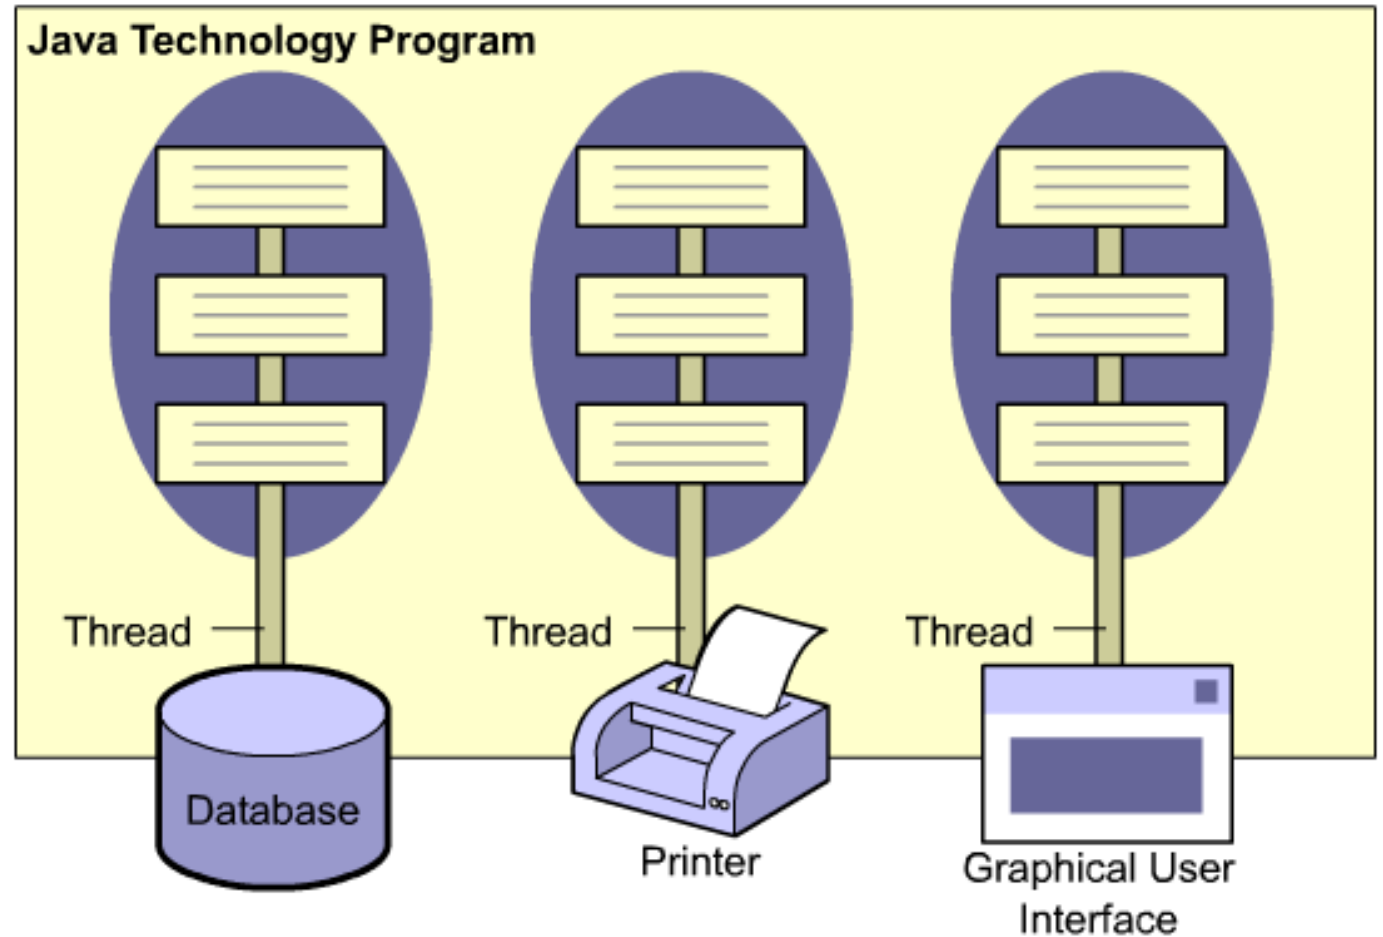 Java Technology Program
Thread
Thread
Thread
Database
Printer
Graphical User
Interface